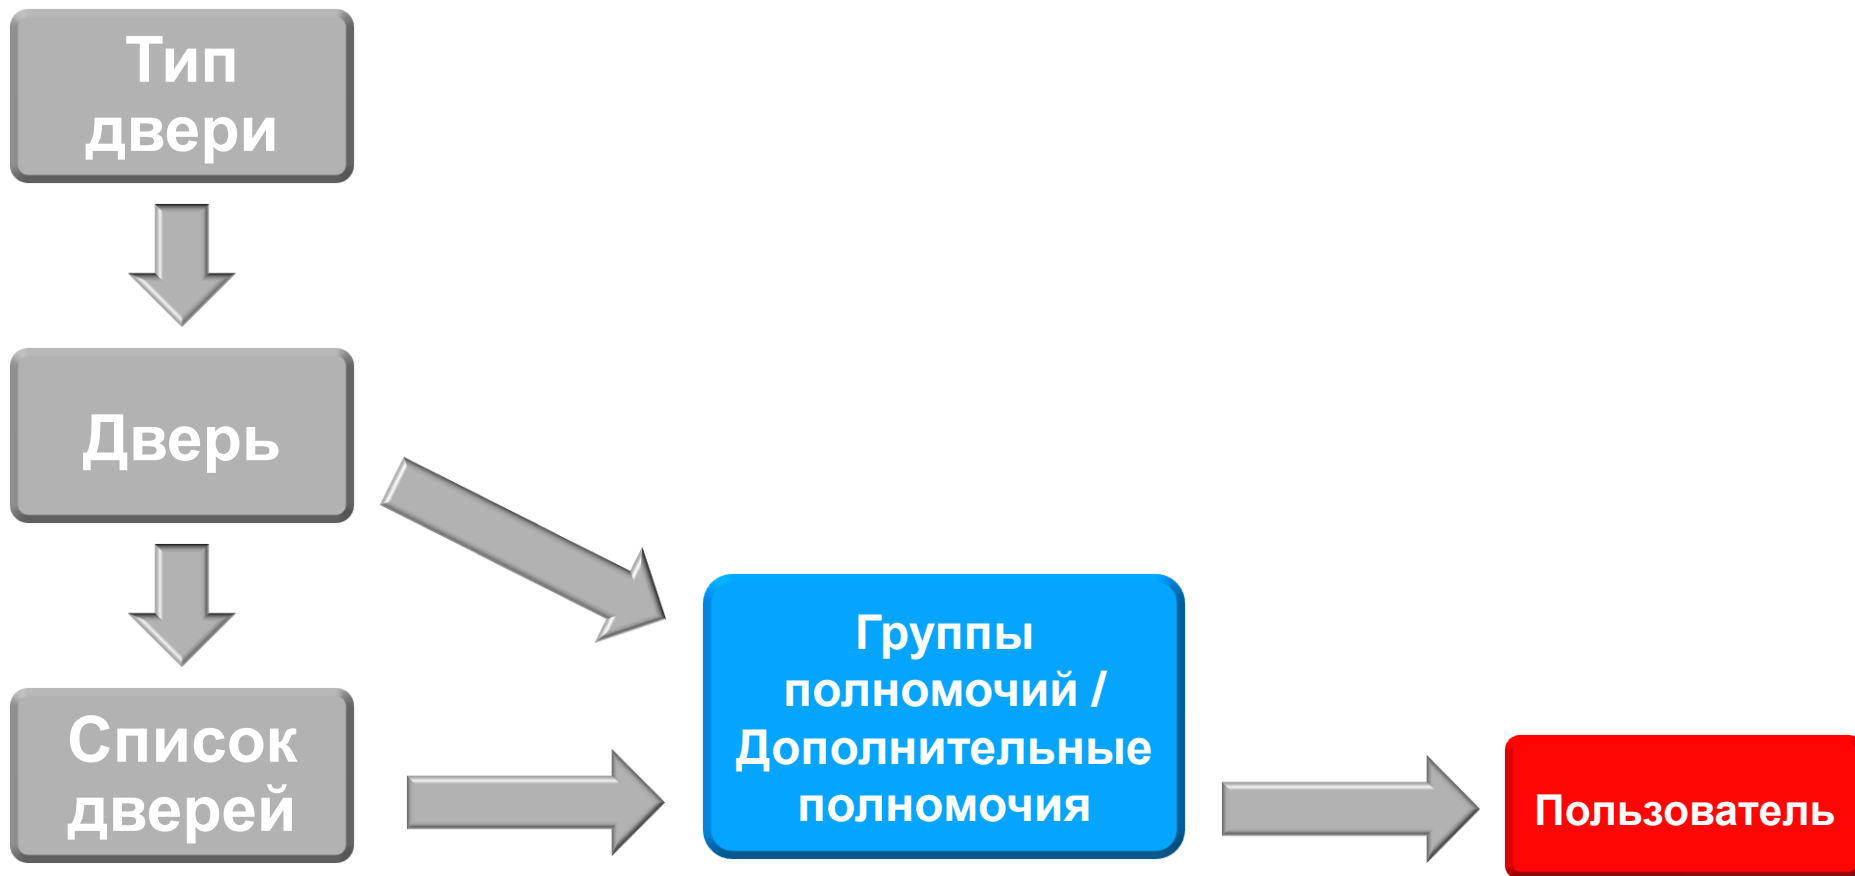 Тип
двери
Дверь
Список
дверей
Группы
полномочий /
Дополнительные
полномочия
Пользователь